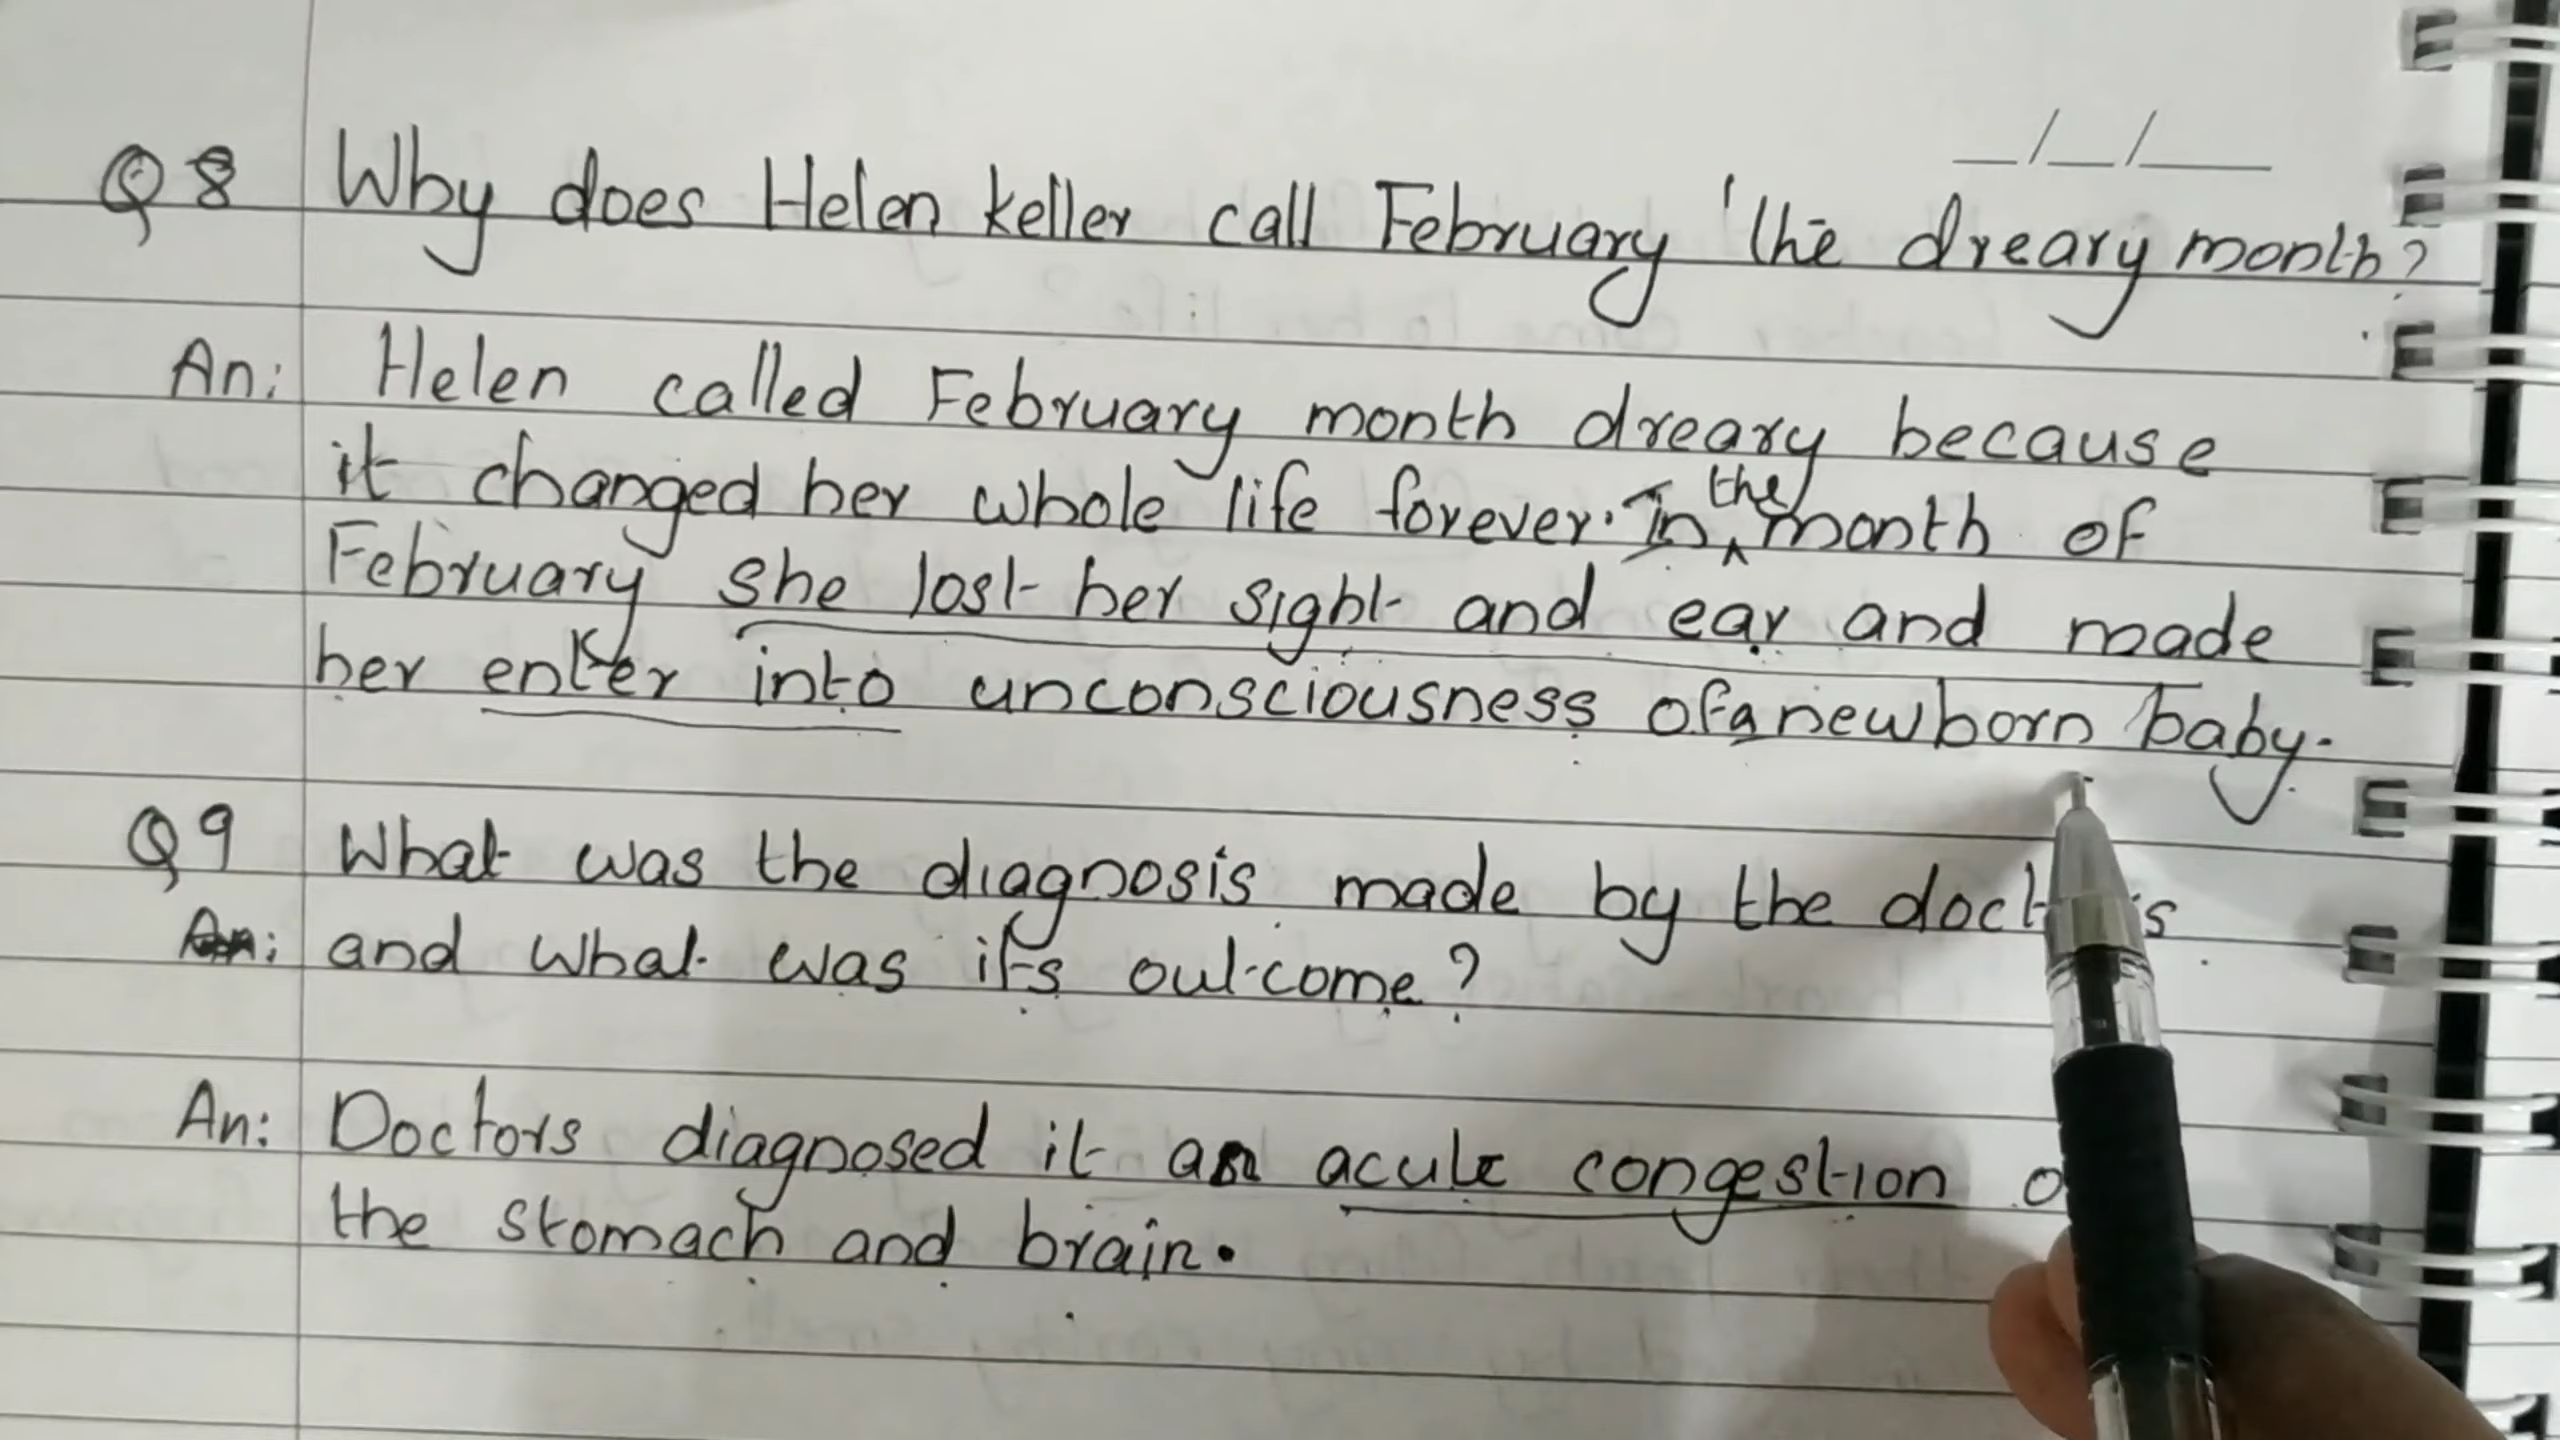 Q8 Why does Helen keller call February 'the dreary month?
An: Helen called February month dreary because
it changed her whole life forever. In the month of
February she lost her sight and ear and made
her enter into unconsciousness of a newborn baby.
Q9 What was the diagnosis made by the
and what was its outcome?
An: Doctors diagnosed it as acute congestion
the stomach and brain.